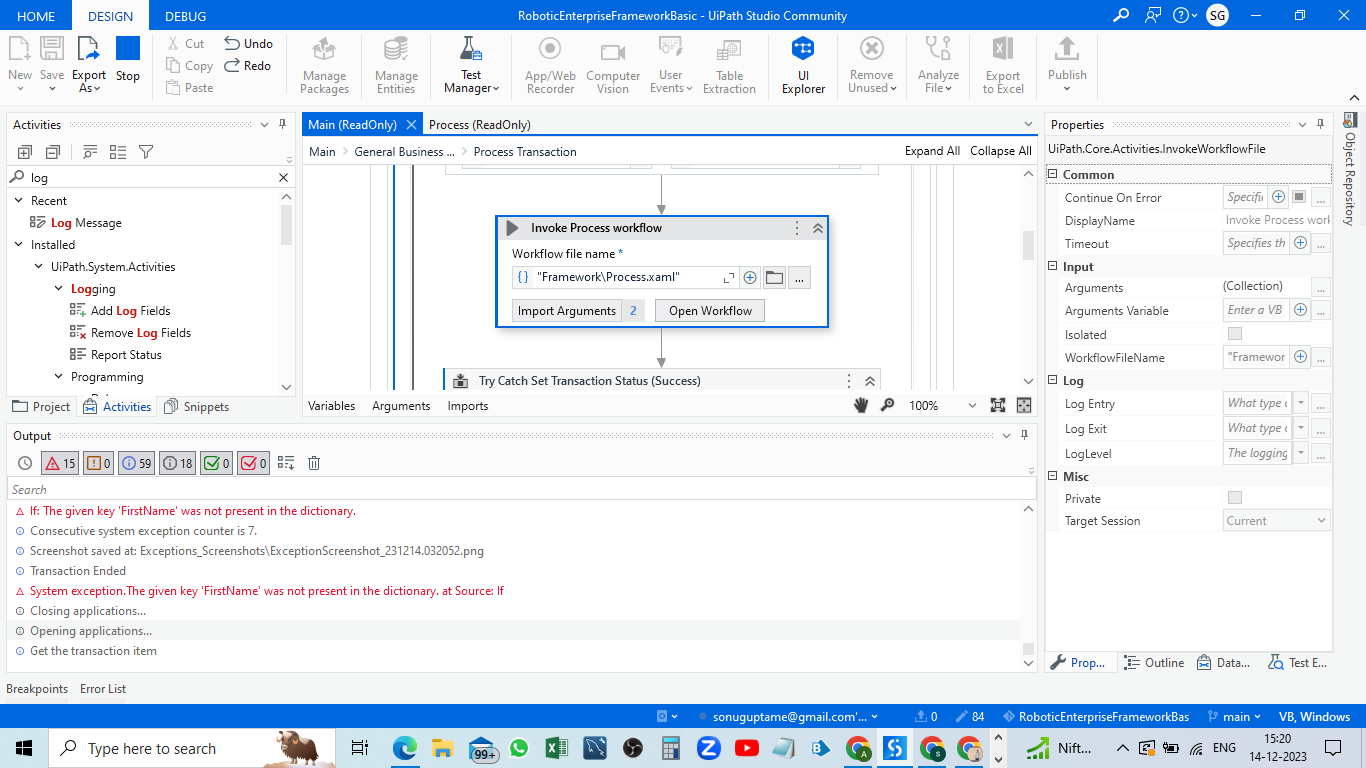 HOME DESIGN DEBUG RoboticEnterpriseFrameworkBasic - UiPath Studio Community SG
Cut Undo
Copy Redo
Paste
New Save Export As Stop Manage Packages Manage Entities Test Manager App/Web Recorder Computer Vision User Events Table Extraction UI Explorer Remove Unused Analyze File Export to Excel Publish
Activities
log
Recent
Log Message
Installed
UiPath.System.Activities
Logging
Add Log Fields
Remove Log Fields
Report Status
Programming
Project Activities Snippets
Main (ReadOnly) Process (ReadOnly)
Main General Business ... Process Transaction Expand All Collapse All
Invoke Process workflow
Workflow file name *
"Framework\Process.xaml" ...
Import Arguments 2 Open Workflow
Try Catch Set Transaction Status (Success)
Variables Arguments Imports 100%
Properties
UiPath.Core.Activities.InvokeWorkflowFile
Common
Continue On Error Specifi ...
DisplayName Invoke Process work
Timeout Specifies th ...
Input
Arguments (Collection) ...
Arguments Variable Enter a VB ...
Isolated
WorkflowFileName "Framewor ...
Log
Log Entry What type o ...
Log Exit What type o ...
LogLevel The logging ...
Misc
Private
Target Session Current
Prop... Outline Data... Test E...
Object Repository
Output
15 0 59 18 0 0
Search
If: The given key 'FirstName' was not present in the dictionary.
Consecutive system exception counter is 7.
Screenshot saved at: Exceptions_Screenshots\ExceptionScreenshot_231214.032052.png
Transaction Ended
System exception.The given key 'FirstName' was not present in the dictionary. at Source: If
Closing applications...
Opening applications...
Get the transaction item
Breakpoints Error List
sonuguptame@gmail.com'... 0 84 RoboticEnterpriseFrameworkBas main VB, Windows
Type here to search 99+ Nift... ENG 15:20
14-12-2023